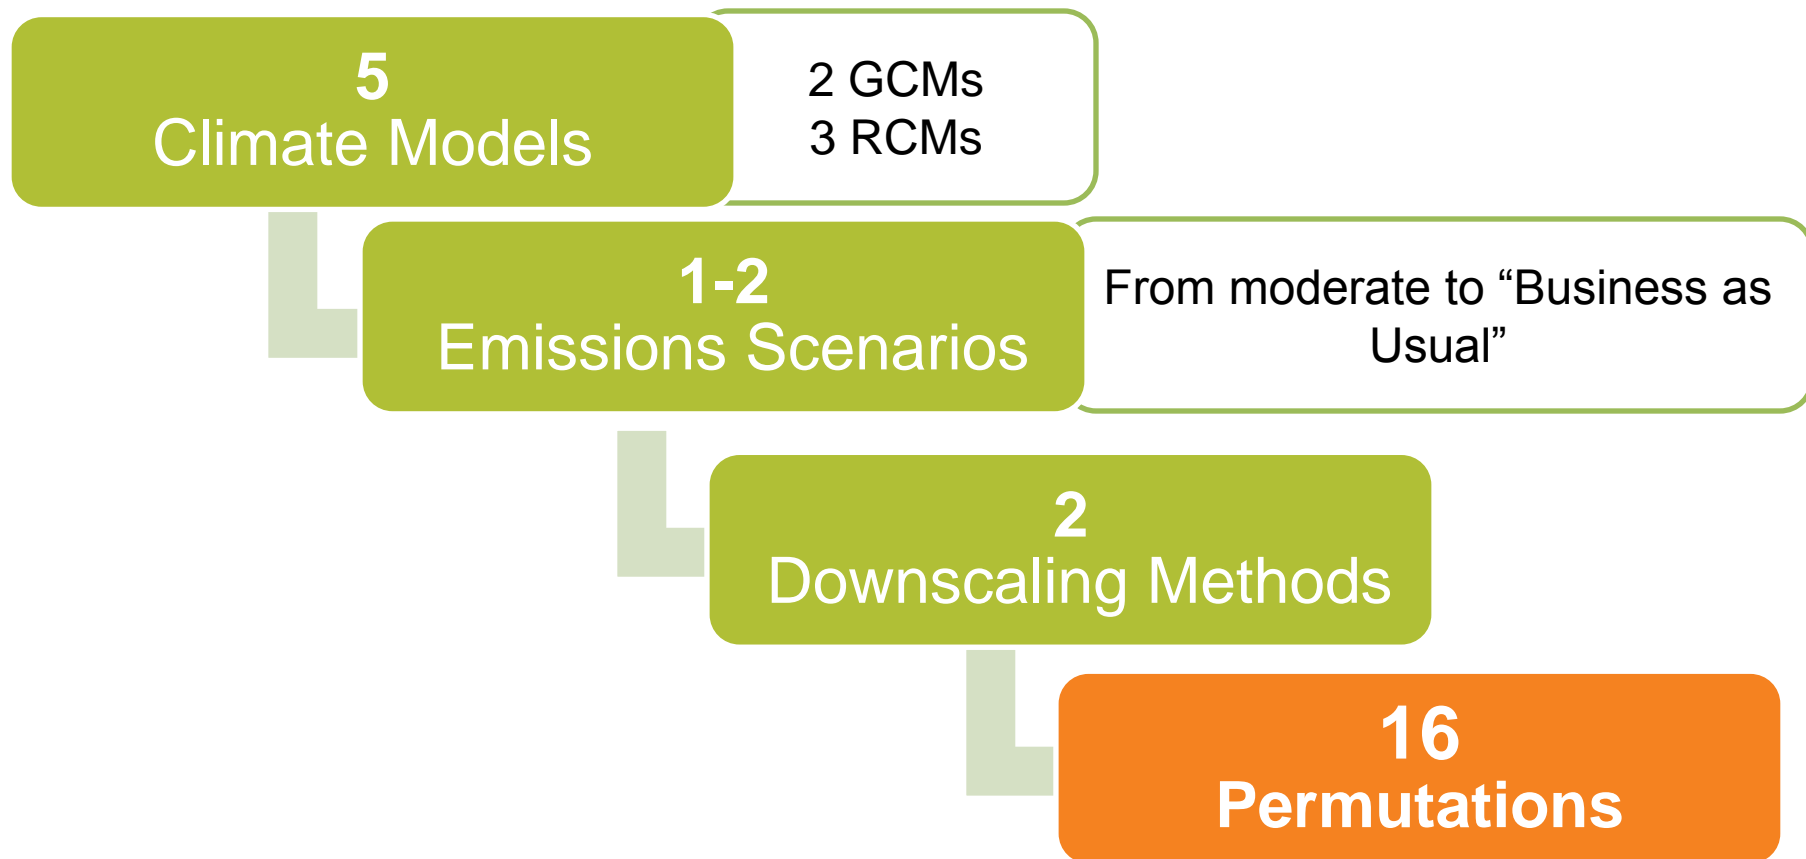 5
Climate Models
2 GCMs
3 RCMs
1-2
Emissions Scenarios
From moderate to “Business as
Usual”
2
Downscaling Methods
16
Permutations